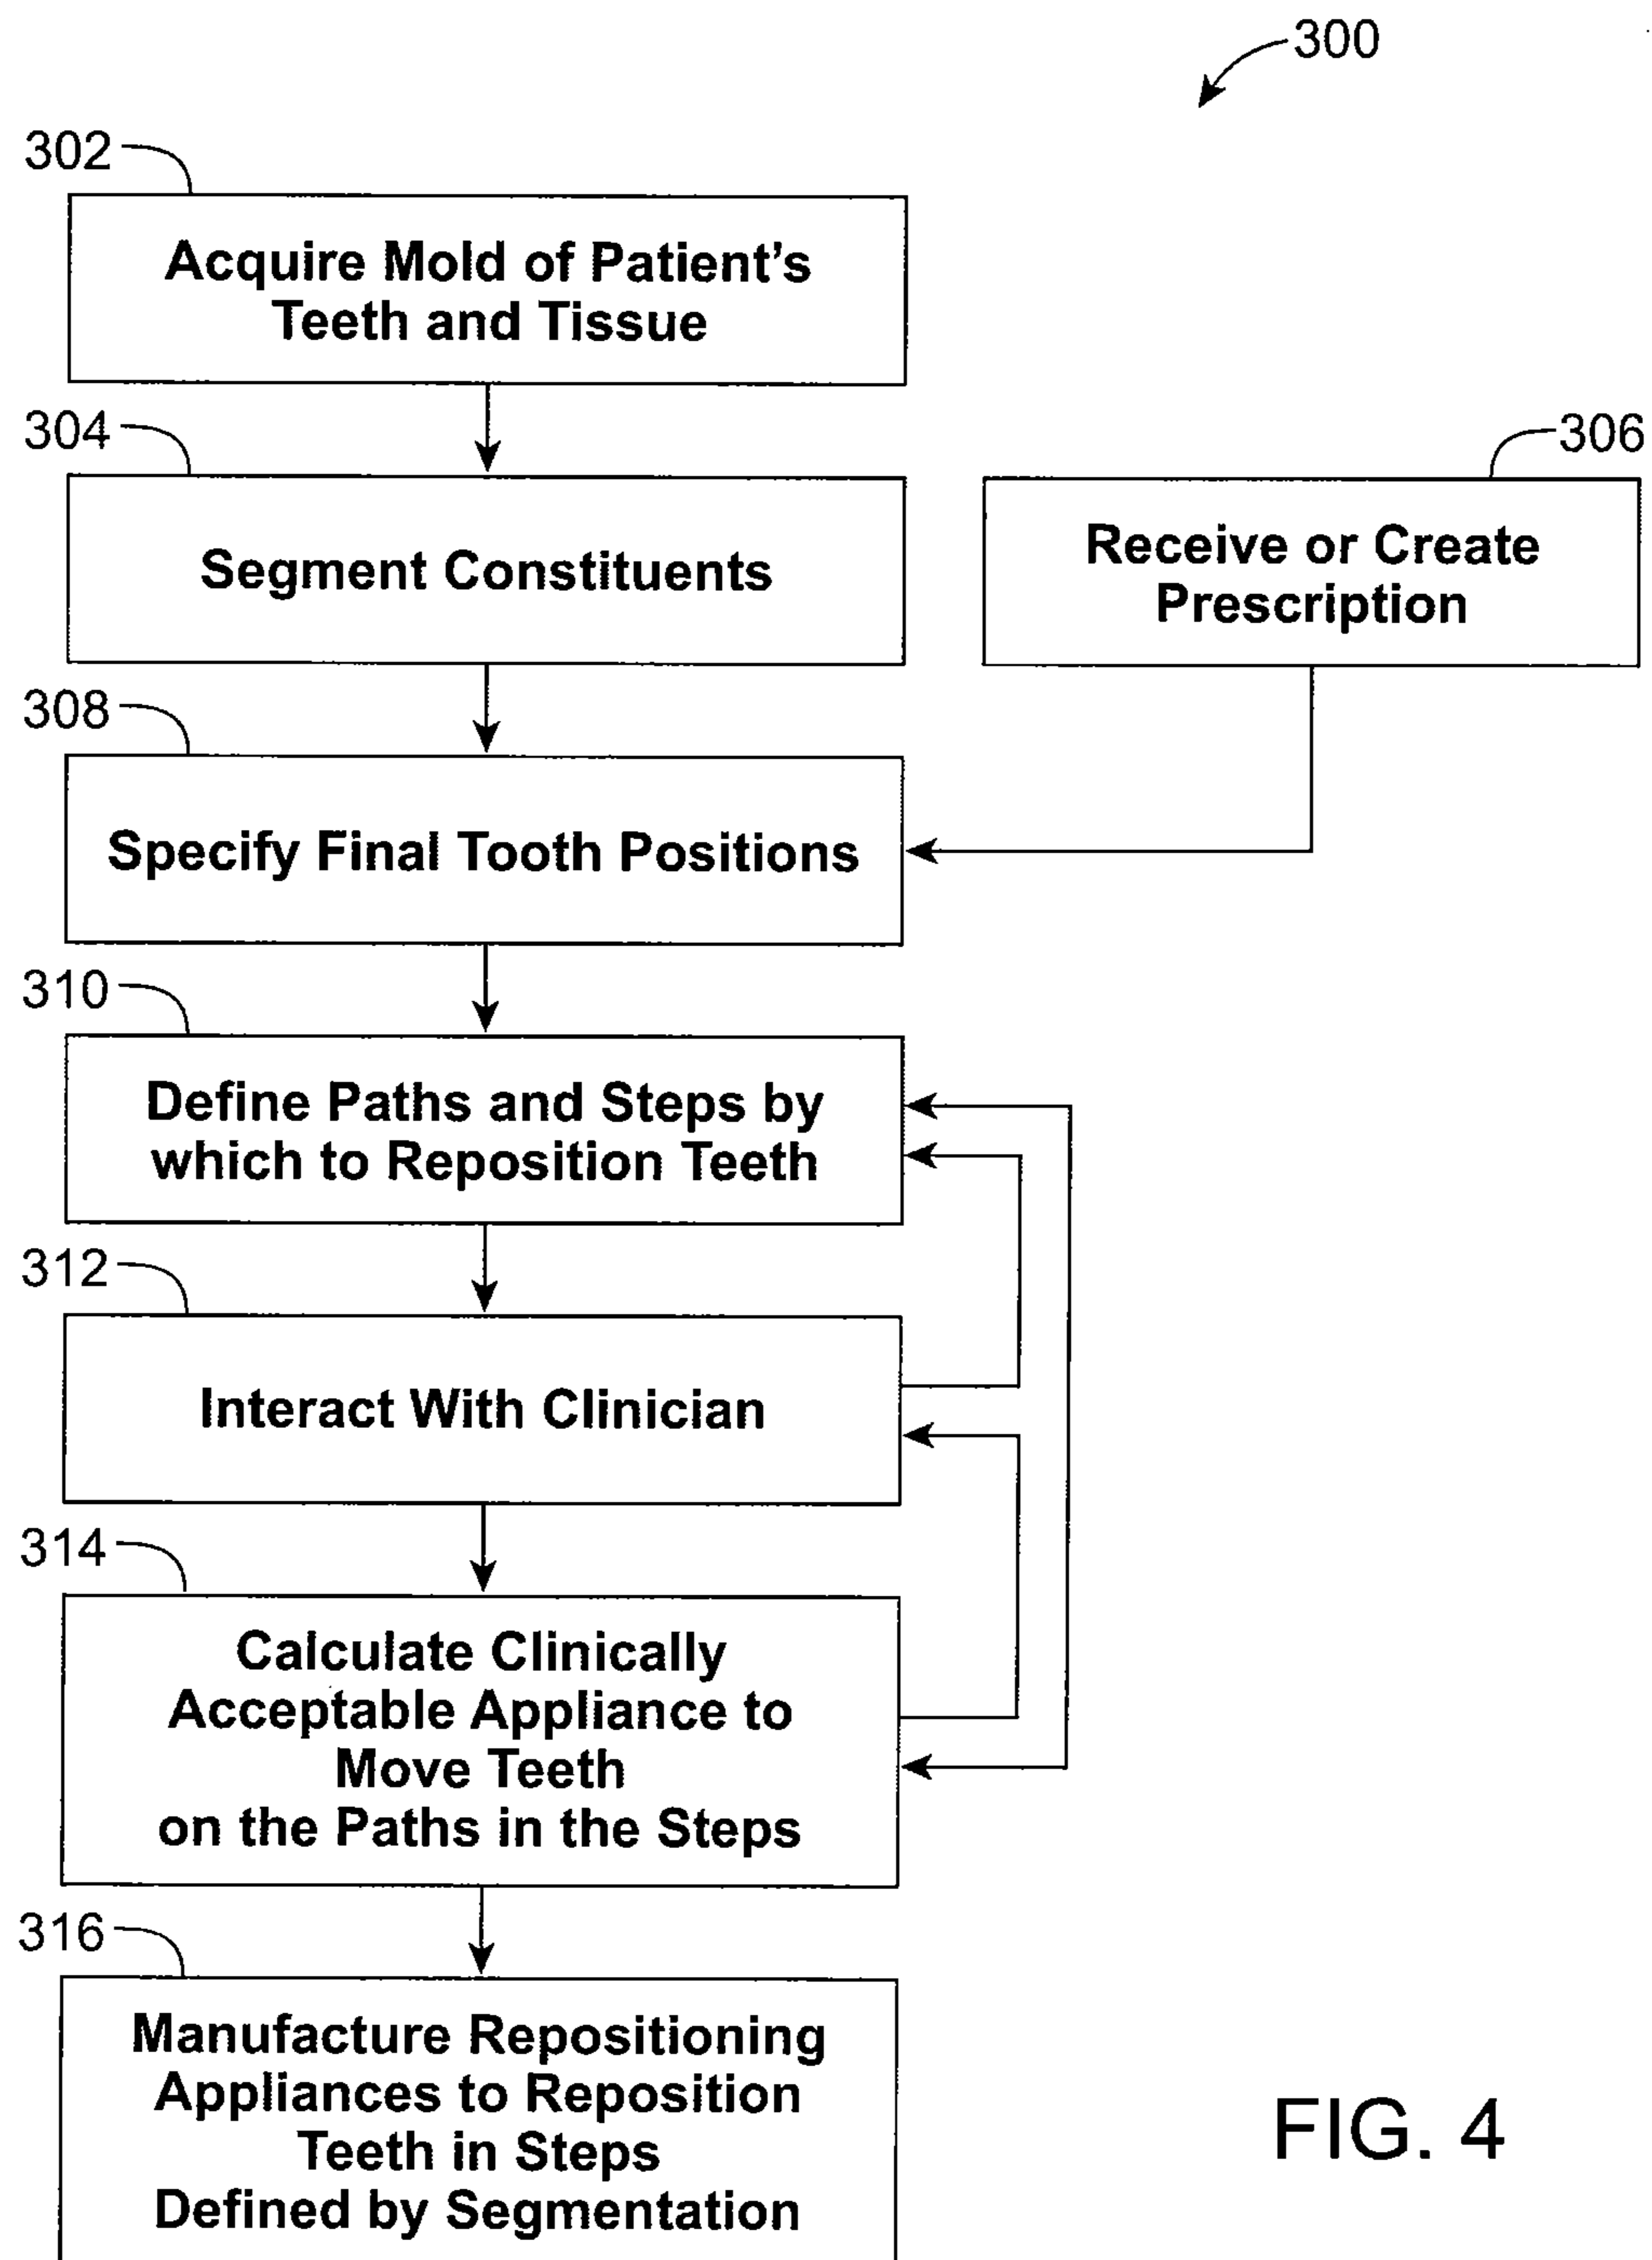 300
302
Acquire Mold of Patient's
Teeth and Tissue
304
Segment Constituents
306
Receive or Create
Prescription
308
Specify Final Tooth Positions
310
Define Paths and Steps by
which to Reposition Teeth
312
Interact With Clinician
314
Calculate Clinically
Acceptable Appliance to
Move Teeth
on the Paths in the Steps
316
Manufacture Repositioning
Appliances to Reposition
Teeth in Steps
Defined by Segmentation
FIG. 4